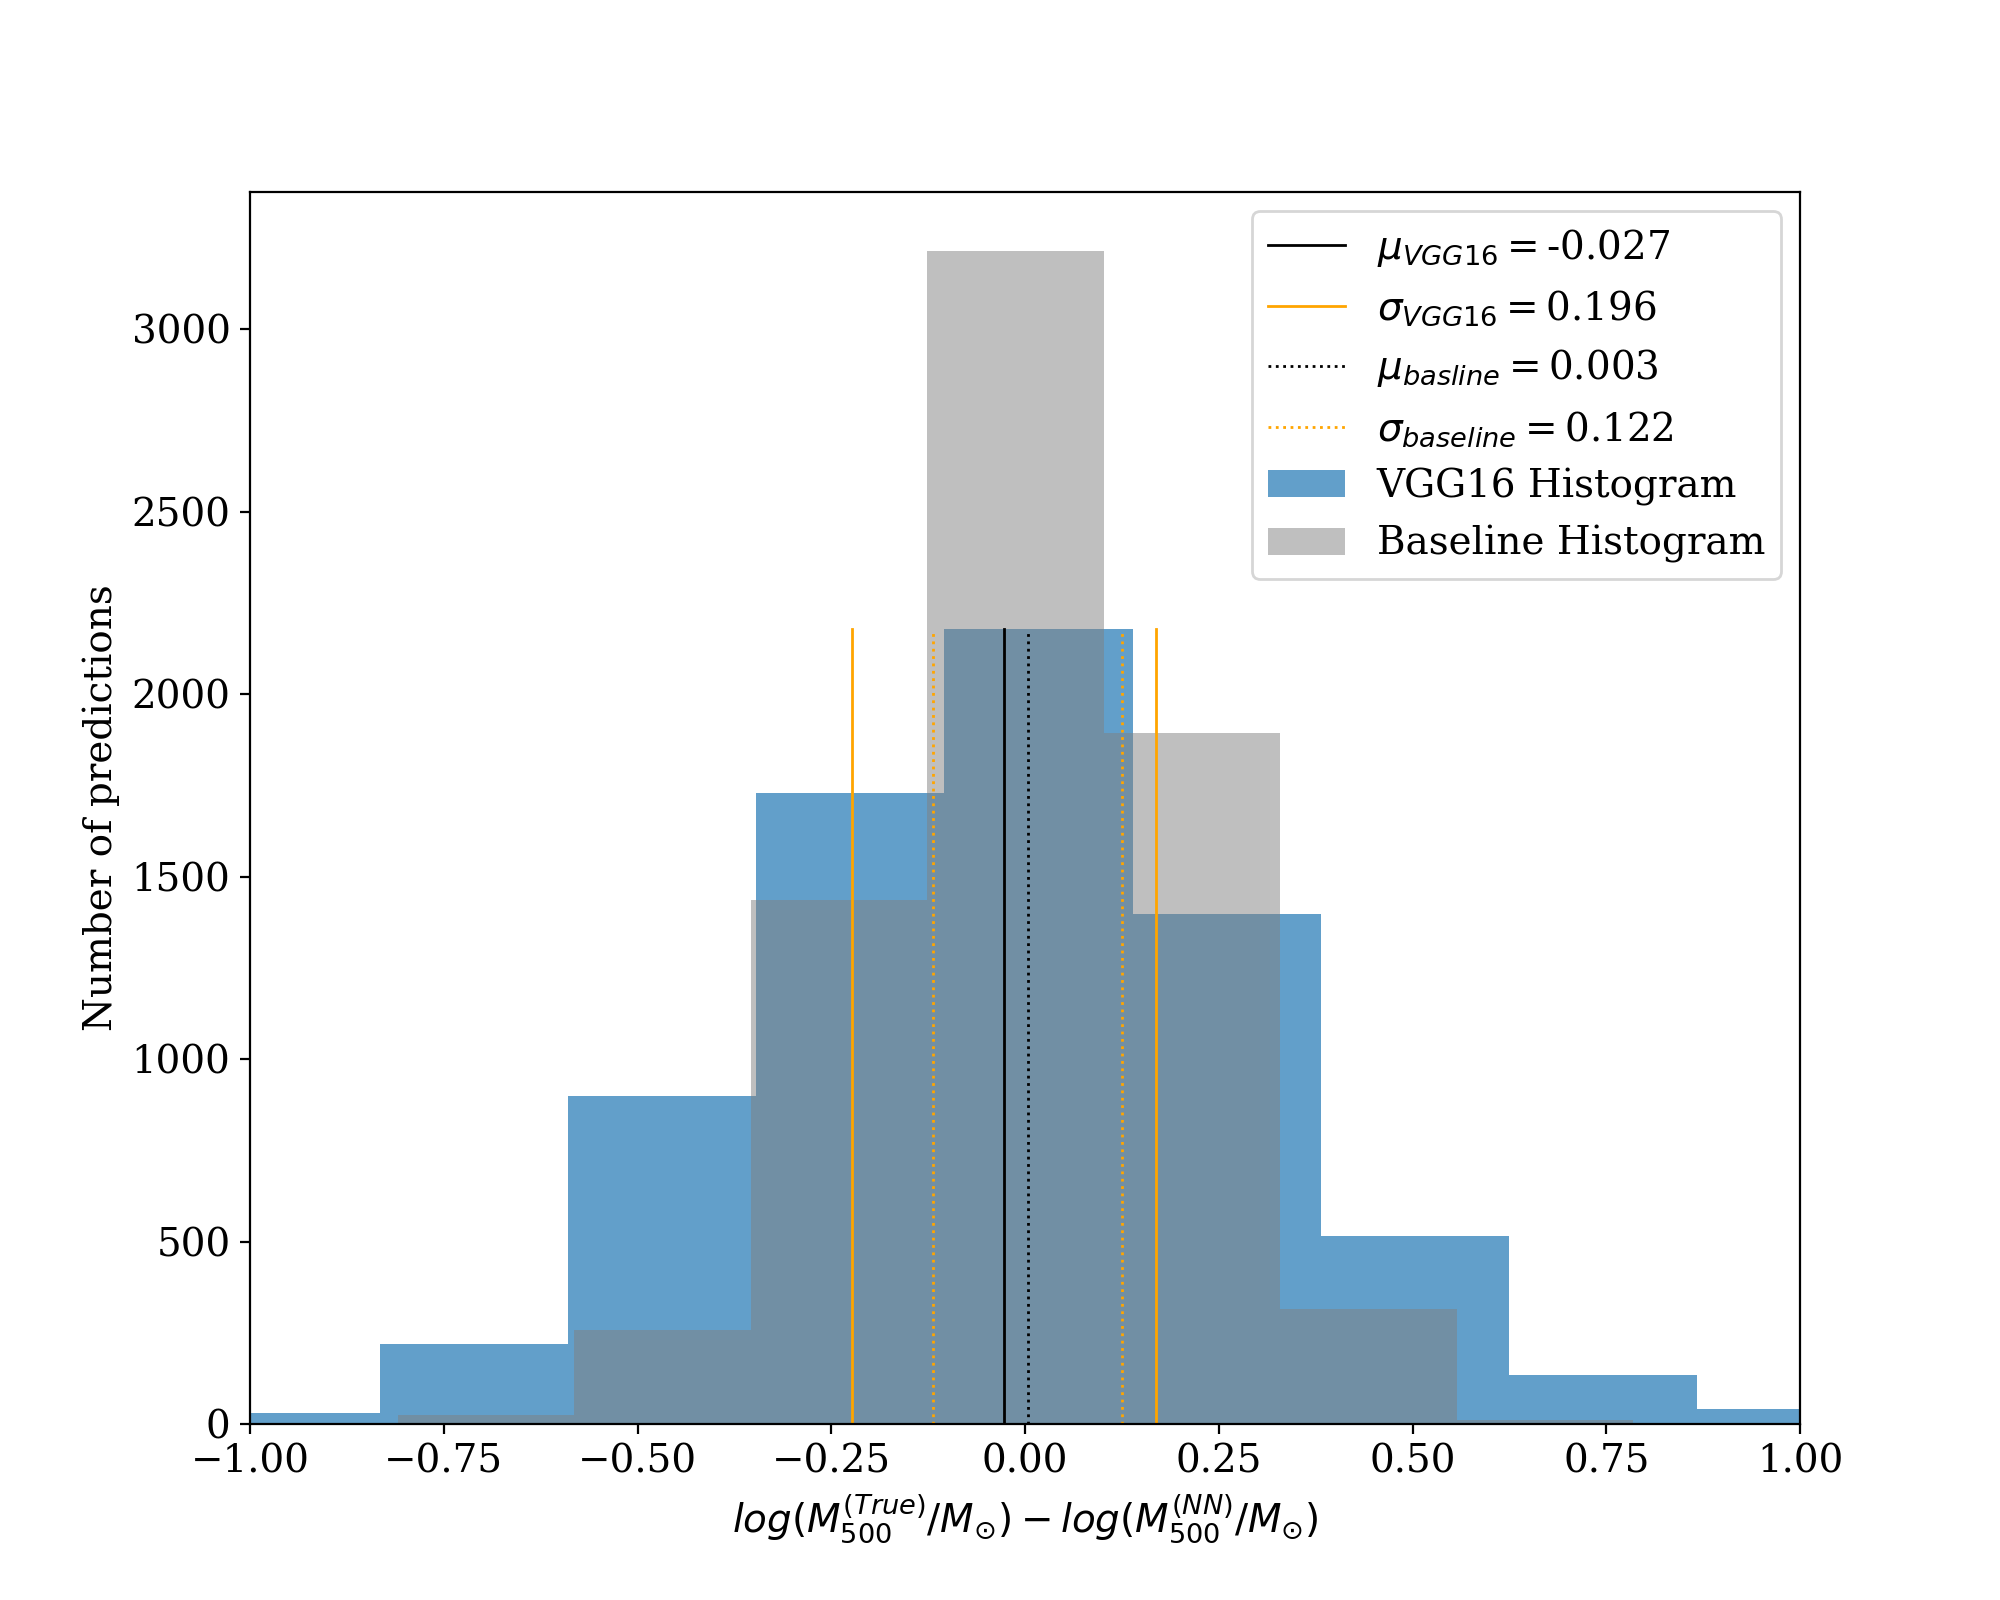 μ_VGG16 = -0.027
σ_VGG16 = 0.196
μ_basline = 0.003
σ_baseline = 0.122
VGG16 Histogram
Baseline Histogram
3000
2500
2000
1500
1000
500
0
Number of predictions
−1.00 −0.75 −0.50 −0.25 0.00 0.25 0.50 0.75 1.00
log(M_500^(True)/M_⊙) − log(M_500^(NN)/M_⊙)